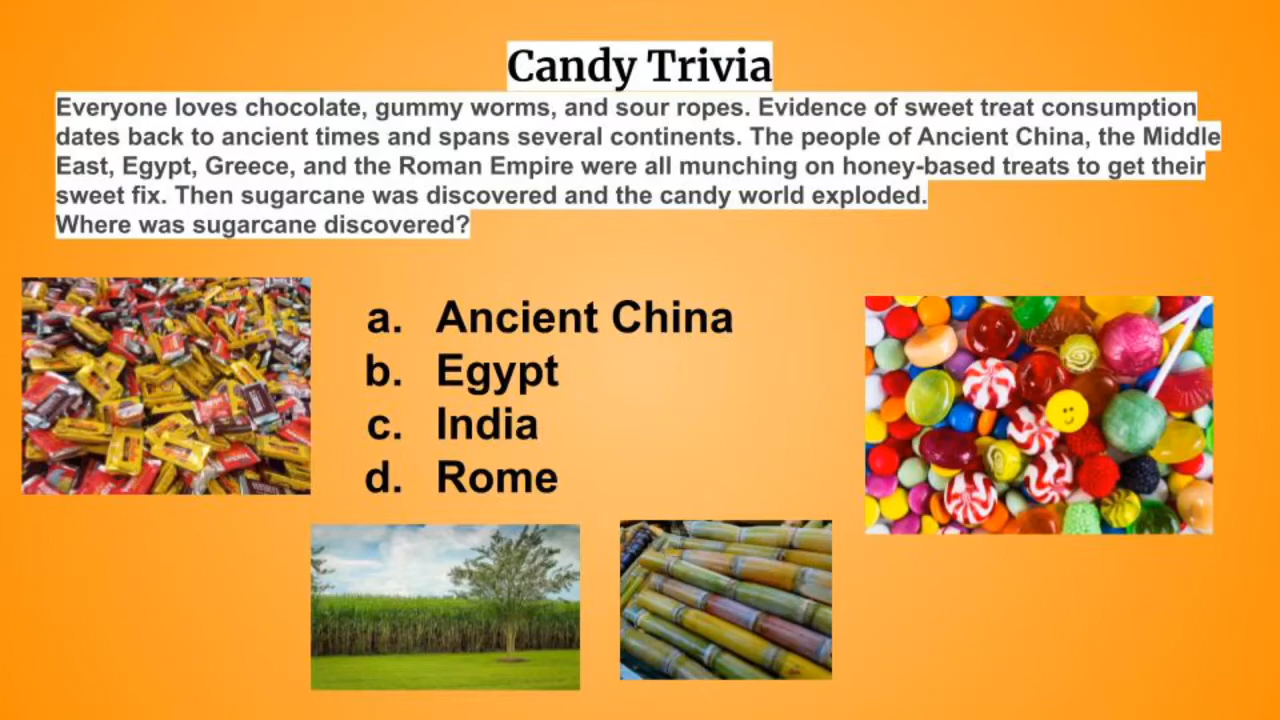 Candy Trivia
Everyone loves chocolate, gummy worms, and sour ropes. Evidence of sweet treat consumption
dates back to ancient times and spans several continents. The people of Ancient China, the Middle
East, Egypt, Greece, and the Roman Empire were all munching on honey-based treats to get their
sweet fix. Then sugarcane was discovered and the candy world exploded.
Where was sugarcane discovered?
a. Ancient China
b. Egypt
c. India
d. Rome